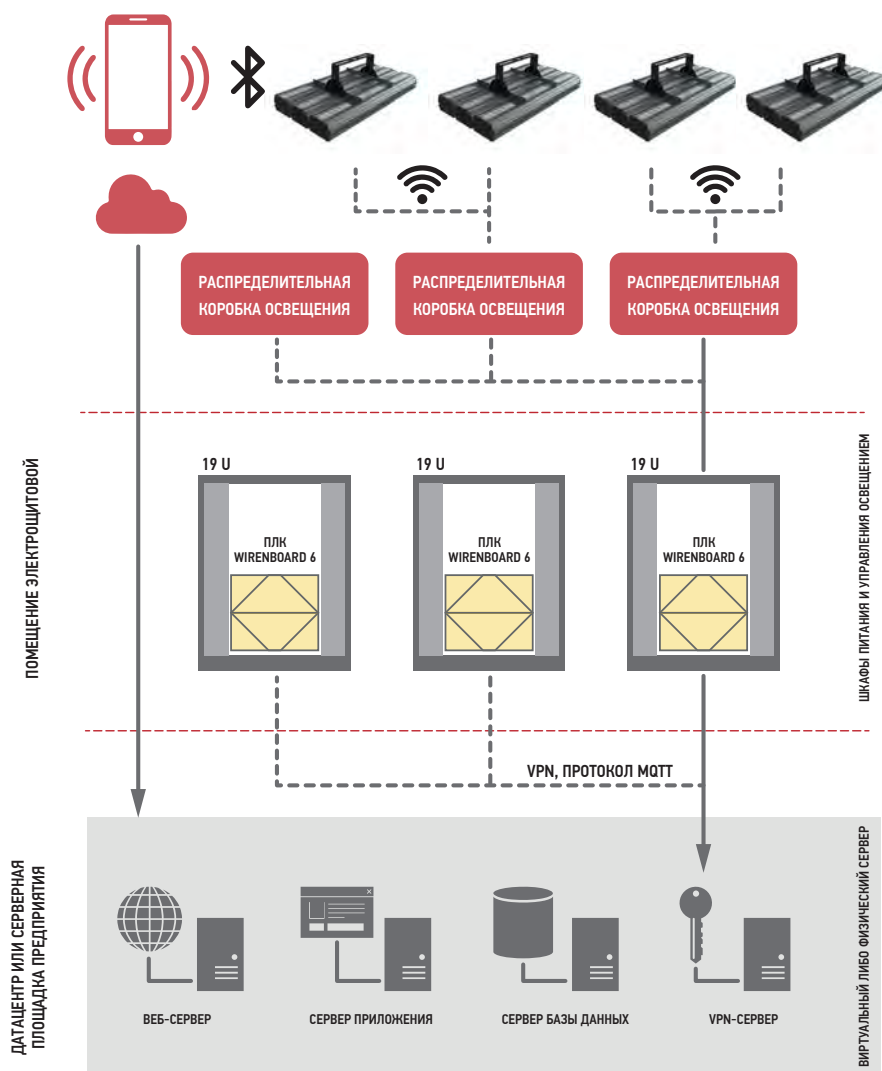 РАСПРЕДЕЛИТЕЛЬНАЯ
КОРОБКА ОСВЕЩЕНИЯ
РАСПРЕДЕЛИТЕЛЬНАЯ
КОРОБКА ОСВЕЩЕНИЯ
РАСПРЕДЕЛИТЕЛЬНАЯ
КОРОБКА ОСВЕЩЕНИЯ
ПОМЕЩЕНИЕ ЭЛЕКТРОЩИТОВОЙ
19 U
ПЛК
WIRENBOARD 6
19 U
ПЛК
WIRENBOARD 6
19 U
ПЛК
WIRENBOARD 6
ШКАФЫ ПИТАНИЯ И УПРАВЛЕНИЯ ОСВЕЩЕНИЕМ
VPN, ПРОТОКОЛ MQTT
ДАТАЦЕНТР ИЛИ СЕРВЕРНАЯ
ПЛОЩАДКА ПРЕДПРИЯТИЯ
ВЕБ-СЕРВЕР
СЕРВЕР ПРИЛОЖЕНИЯ
СЕРВЕР БАЗЫ ДАННЫХ
VPN-СЕРВЕР
ВИРТУАЛЬНЫЙ ЛИБО ФИЗИЧЕСКИЙ СЕРВЕР